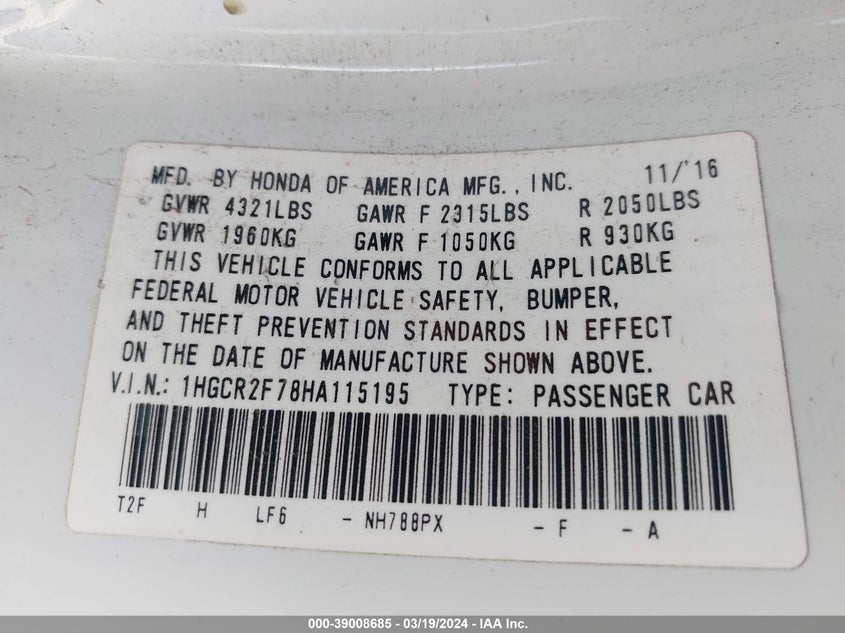 MFD. BY HONDA OF AMERICA MFG., INC. 11/'16
GVWR 4321LBS GAWR F 2315LBS R 2050LBS
GVWR 1960KG GAWR F 1050KG R 930KG
THIS VEHICLE CONFORMS TO ALL APPLICABLE
FEDERAL MOTOR VEHICLE SAFETY, BUMPER,
AND THEFT PREVENTION STANDARDS IN EFFECT
ON THE DATE OF MANUFACTURE SHOWN ABOVE.
V.I.N.: 1HGCR2F78HA115195 TYPE: PASSENGER CAR
T2F H LF6 - NH788PX - F - A
000-39008685 - 03/19/2024 - IAA Inc.